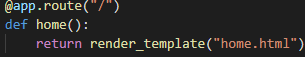 @app.route("/")
def home():
    return render_template("home.html")